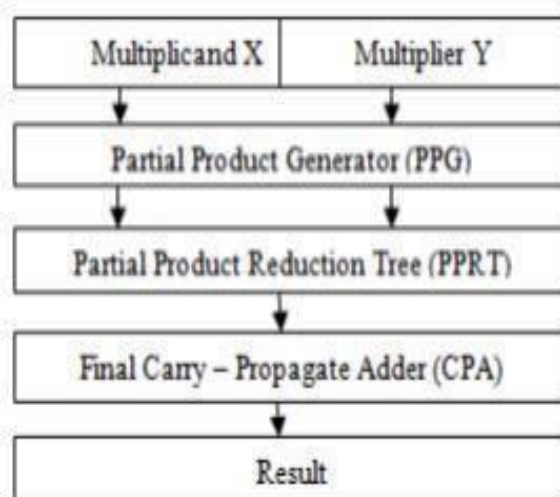 Multiplicand X
Multiplier Y
Partial Product Generator (PPG)
Partial Product Reduction Tree (PPRT)
Final Carry – Propagate Adder (CPA)
Result